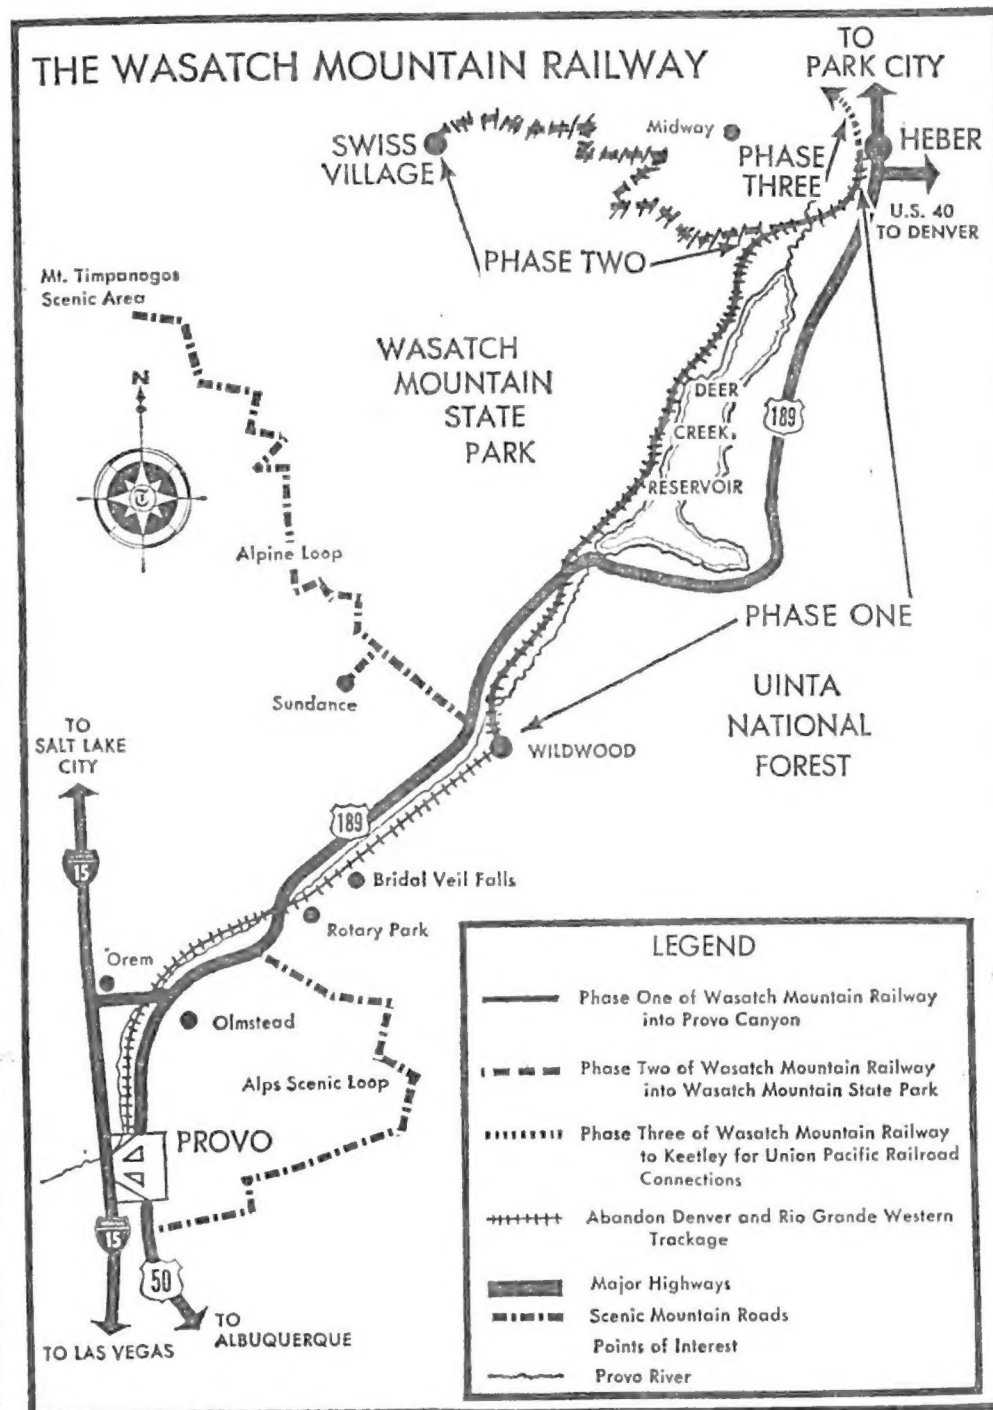 THE WASATCH MOUNTAIN RAILWAY
TO
PARK CITY
SWISS
VILLAGE
Midway
PHASE
THREE
HEBER
U.S. 40
TO DENVER
PHASE TWO
Mt. Timpanogos
Scenic Area
WASATCH
MOUNTAIN
STATE
PARK
N
DEER
CREEK
RESERVOIR
189
Alpine Loop
PHASE ONE
Sundance
UINTA
NATIONAL
FOREST
TO
SALT LAKE
CITY
WILDWOOD
189
15
Bridal Veil Falls
Rotary Park
Orem
Olmstead
Alps Scenic Loop
PROVO
15
50
TO LAS VEGAS
TO
ALBUQUERQUE
LEGEND
Phase One of Wasatch Mountain Railway
into Provo Canyon
Phase Two of Wasatch Mountain Railway
into Wasatch Mountain State Park
Phase Three of Wasatch Mountain Railway
to Keetley for Union Pacific Railroad
Connections
Abandon Denver and Rio Grande Western
Trackage
Major Highways
Scenic Mountain Roads
Points of Interest
Provo River